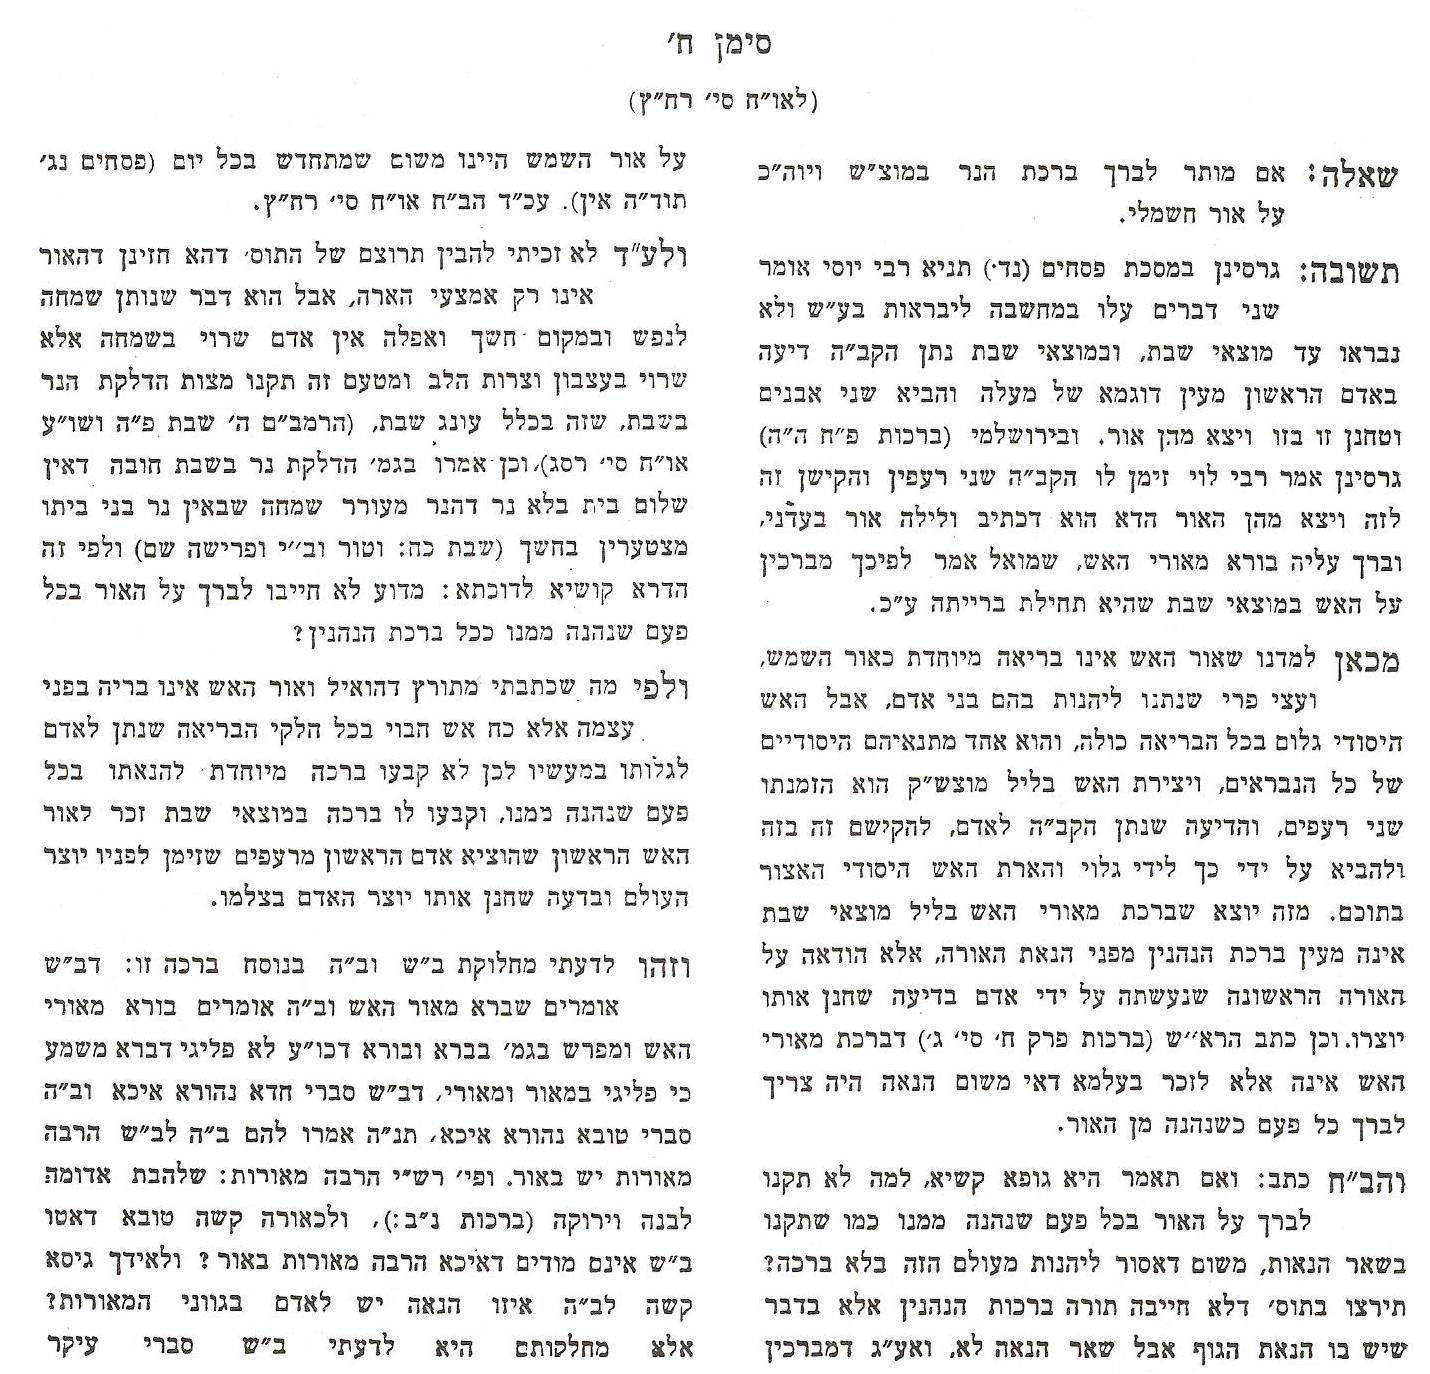 סימן ח׳
(לאו״ח סי׳ רח״ץ)
שאלה: אם מותר לברך ברכת הנר במוצ״ש ויוה״כ
על אור חשמלי.
תשובה: גרסינן במסכת פסחים (נד.) תניא רבי יוסי אומר
שני דברים עלו במחשבה ליבראות בע״ש ולא
נבראו עד מוצאי שבת, ובמוצאי שבת נתן הקב״ה דיעה
באדם הראשון מעין דוגמא של מעלה והביא שני אבנים
וטחנן זו בזו ויצא מהן אור. ובירושלמי (ברכות פ״ח ה״ה)
גרסינן אמר רבי לוי זימן לו הקב״ה שני רעפין והקישן זה
לזה ויצא מהן האור הדא הוא דכתיב ולילה אור בעדני,
וברך עליה בורא מאורי האש, שמואל אמר לפיכך מברכין
על האש במוצאי שבת שהיא תחילת ברייתה ע״כ.
מכאן למדנו שאור האש אינו בריאה מיוחדת כאור השמש,
ועצי פרי שנתנו ליהנות בהם בני אדם, אבל האש
היסודי גלום בכל הבריאה כולה, והוא אחד מתנאיהם היסודיים
של כל הנבראים, ויצירת האש בליל מוצש״ק הוא הזמנתו
שני רעפים, והדיעה שנתן הקב״ה לאדם, להקישם זה בזה
ולהביא על ידי כך לידי גלוי והארת האש היסודי האצור
בתוכם. מזה יוצא שברכת מאורי האש בליל מוצאי שבת
אינה מעין ברכת הנהנין מפני הנאת האורה, אלא הודאה על
האורה הראשונה שנעשתה על ידי אדם בדיעה שחנן אותו
יוצרו. וכן כתב הרא״ש (ברכות פרק ח׳ סי׳ ג׳) דברכת מאורי
האש אינה אלא לזכר בעלמא דאי משום הנאה היה צריך
לברך כל פעם כשנהנה מן האור.
והב״ח כתב: ואם תאמר היא גופא קשיא, למה לא תקנו
לברך על האור בכל פעם שנהנה ממנו כמו שתקנו
בשאר הנאות, משום דאסור ליהנות מעולם הזה בלא ברכה?
תירצו בתוס׳ דלא חייבה תורה ברכות הנהנין אלא בדבר
שיש בו הנאת הגוף אבל שאר הנאה לא, ואע״ג דמברכין
על אור השמש היינו משום שמתחדש בכל יום (פסחים נג׳
תוד״ה אין). עכ״ד הב״ח או״ח סי׳ רח״ץ.
ולע״ד לא זכיתי להבין תרוצם של התוס׳ דהא חזינן דהאור
אינו רק אמצעי הארה, אבל הוא דבר שנותן שמחה
לנפש ובמקום חשך ואפלה אין אדם שרוי בשמחה אלא
שרוי בעצבון וצרות הלב ומטעם זה תקנו מצות הדלקת הנר
בשבת, שזה בכלל עונג שבת, (הרמב״ם ה׳ שבת פ״ה ושו״ע
או״ח סי׳ רסג), וכן אמרו בגמ׳ הדלקת נר בשבת חובה דאין
שלום בית בלא נר דהנר מעורר שמחה שבאין נר בני ביתו
מצטערין בחשך (שבת כה: וטור וב״י ופרישה שם) ולפי זה
הדרא קושיא לדוכתא: מדוע לא חייבו לברך על האור בכל
פעם שנהנה ממנו ככל ברכת הנהנין?
ולפי מה שכתבתי מתורץ דהואיל ואור האש אינו בריה בפני
עצמה אלא כח אש הבוי בכל חלקי הבריאה שנתן לאדם
לגלותו במעשיו לכן לא קבעו ברכה מיוחדת להנאתו בכל
פעם שנהנה ממנו, וקבעו לו ברכה במוצאי שבת זכר לאור
האש הראשון שהוציא אדם הראשון מרעפים שזימן לפניו יוצר
העולם ובדעה שחנן אותו יוצר האדם בצלמו.
וזהו לדעתי מחלוקת ב״ש וב״ה בנוסח ברכה זו: דב״ש
אומרים שברא מאור האש וב״ה אומרים בורא מאורי
האש ומפרש בגמ׳ בברא ובורא דכו״ע לא פליגי דברא משמע
כי פליגי במאור ומאורי, דב״ש סברי חדא נהורא איכא וב״ה
סברי טובא נהורא איכא, תנ״ה אמרו להם ב״ה לב״ש הרבה
מאורות יש באור. ופי׳ רש״י הרבה מאורות: שלהבת אדומה
לבנה וירוקה (ברכות נ״ב:), ולכאורה קשה טובא דאטו
ב״ש אינם מודים דאיכא הרבה מאורות באור? ולאידך גיסא
קשה לב״ה איזו הנאה יש לאדם בגווני המאורות?
אלא מחלקותם היא לדעתי ב״ש סברי עיקר